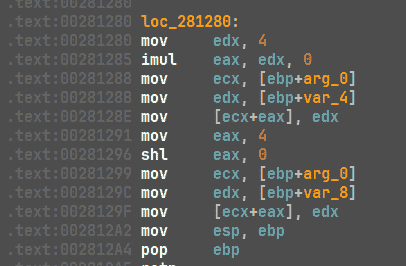 .text:00281280
.text:00281280 loc_281280:
.text:00281280 mov     edx, 4
.text:00281285 imul    eax, edx, 0
.text:00281288 mov     ecx, [ebp+arg_0]
.text:0028128B mov     edx, [ebp+var_4]
.text:0028128E mov     [ecx+eax], edx
.text:00281291 mov     eax, 4
.text:00281296 shl     eax, 0
.text:00281299 mov     ecx, [ebp+arg_0]
.text:0028129C mov     edx, [ebp+var_8]
.text:0028129F mov     [ecx+eax], edx
.text:002812A2 mov     esp, ebp
.text:002812A4 pop     ebp